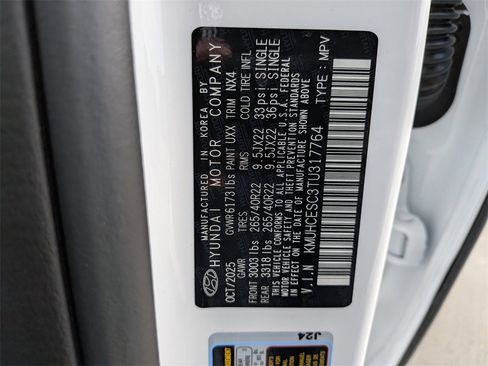 MANUFACTURED IN KOREA BY
HYUNDAI MOTOR COMPANY
OCT/2025 GVWR 6173lbs PAINT UXX TRIM NX4
GAWR TIRES RIMS COLD TIRE INFL
FRONT 3003 lbs 265/40R22 9.5JX22 33psi SINGLE
REAR 3318 lbs 265/40R22 9.5JX22 36psi SINGLE
THIS VEHICLE CONFORMS TO ALL APPLICABLE U.S.A. FEDERAL
MOTOR VEHICLE SAFETY AND THEFT PREVENTION STANDARDS
IN EFFECT ON THE DATE OF MANUFACTURE SHOWN ABOVE
V.I.N KMUHCESC3TU317764 TYPE : MPV
J24